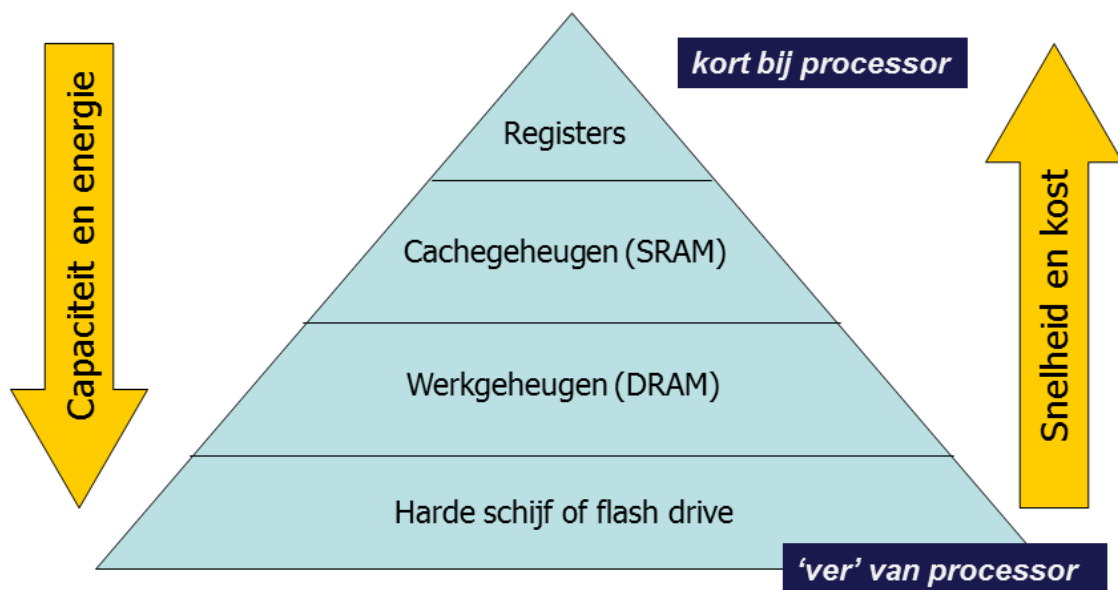 Capaciteit en energie
kort bij processor
Registers
Cachegeheugen (SRAM)
Werkgeheugen (DRAM)
Harde schijf of flash drive
‘ver’ van processor
Snelheid en kost